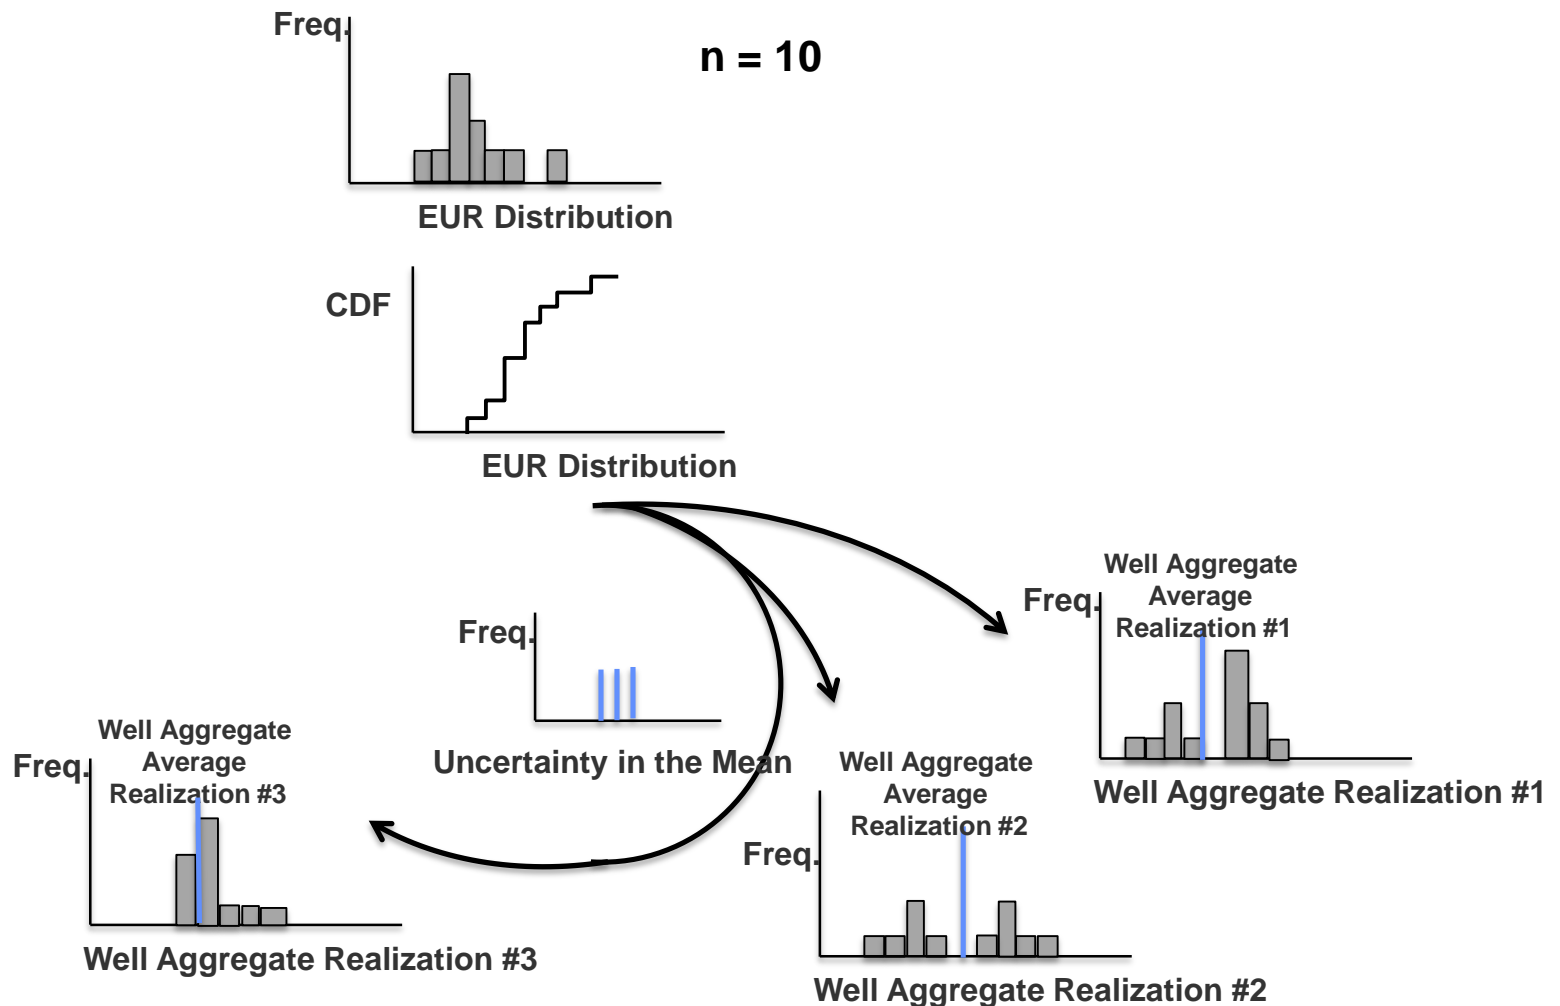 Freq.
n = 10
EUR Distribution
CDF
EUR Distribution
Well Aggregate
Average
Realization #1
Freq.
Well Aggregate Realization #1
Freq.
Uncertainty in the Mean
Well Aggregate
Average
Realization #2
Freq.
Well Aggregate Realization #2
Well Aggregate
Average
Realization #3
Freq.
Well Aggregate Realization #3